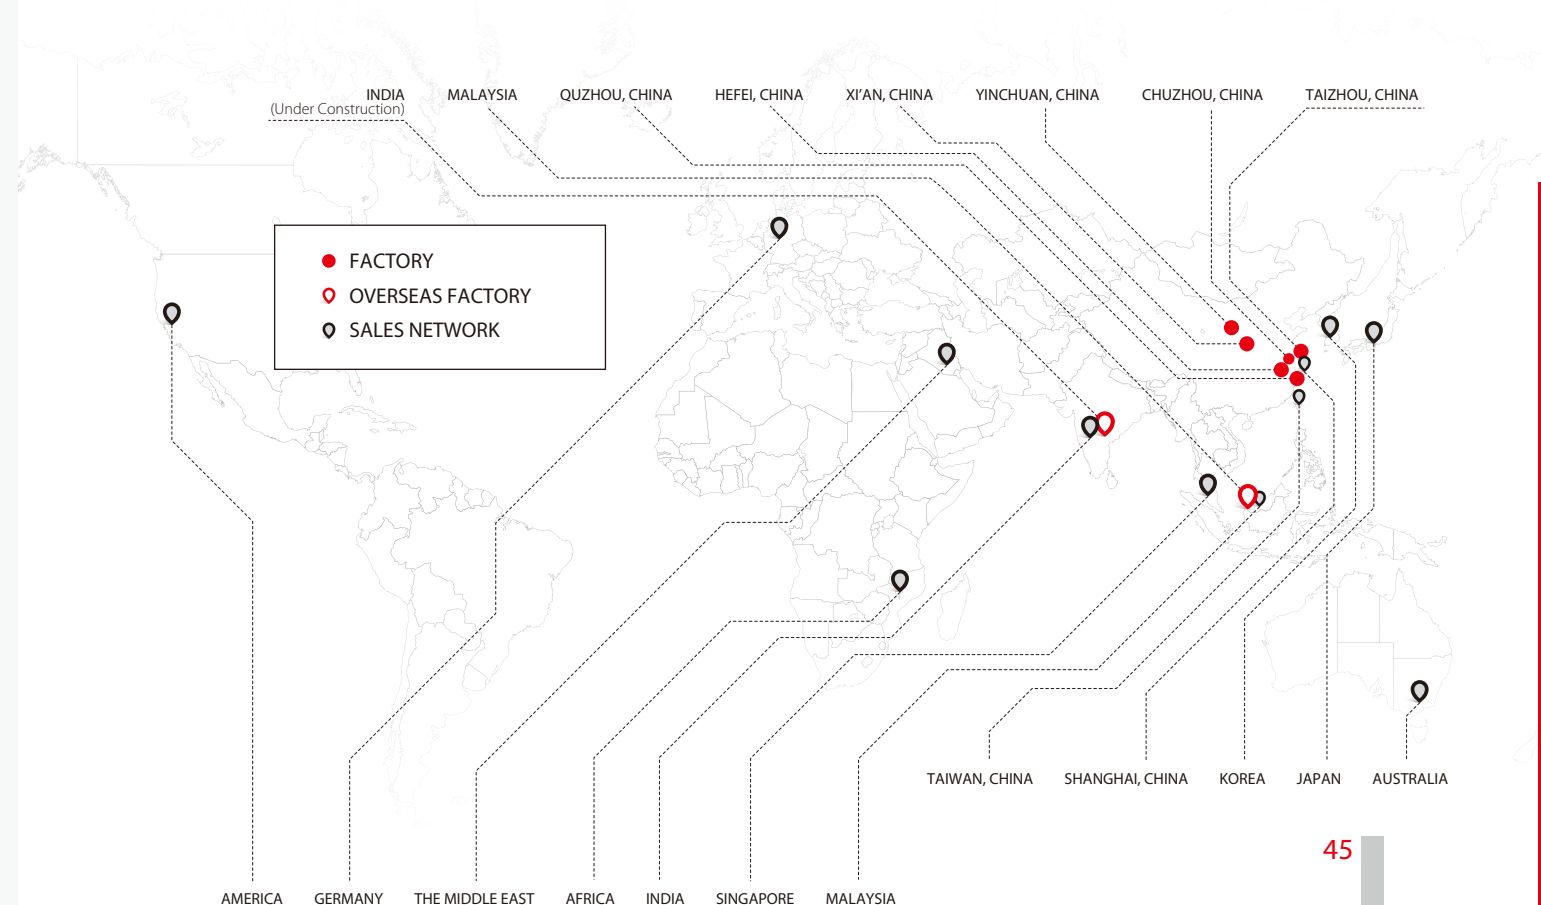 INDIA
(Under Construction)
MALAYSIA
QUZHOU, CHINA
HEFEI, CHINA
XI'AN, CHINA
YINCHUAN, CHINA
CHUZHOU, CHINA
TAIZHOU, CHINA
FACTORY
OVERSEAS FACTORY
SALES NETWORK
TAIWAN, CHINA
SHANGHAI, CHINA
KOREA
JAPAN
AUSTRALIA
45
AMERICA
GERMANY
THE MIDDLE EAST
AFRICA
INDIA
SINGAPORE
MALAYSIA